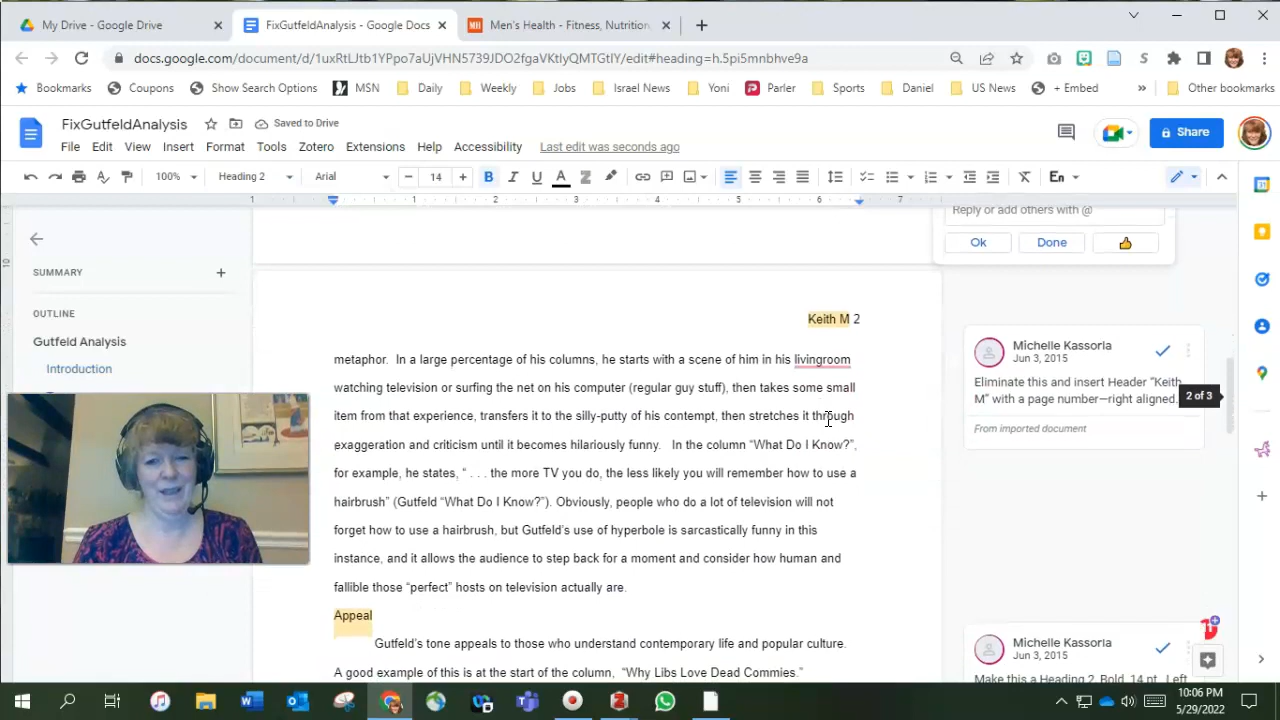 My Drive - Google Drive
FixGutfeldAnalysis - Google Docs
MH
Men's Health - Fitness, Nutrition
docs.google.com/document/d/1uxRtLJtb1YPpo7aUjVHN5739JDO2fgaVKtIyQMTGtIY/edit#heading=h.5pi5mnbhve9a
Bookmarks Coupons Show Search Options MSN Daily Weekly Jobs Israel News Yoni Parler Sports Daniel US News + Embed » Other bookmarks
FixGutfeldAnalysis Saved to Drive
Share
File Edit View Insert Format Tools Zotero Extensions Help Accessibility Last edit was seconds ago
100% Heading 2 Arial 14 B I U A En
1 1 2 3 4 5 6 7
Reply or add others with @
Ok Done
SUMMARY
OUTLINE
Gutfeld Analysis
Introduction
Keith M 2
metaphor. In a large percentage of his columns, he starts with a scene of him in his livingroom
watching television or surfing the net on his computer (regular guy stuff), then takes some small
item from that experience, transfers it to the silly-putty of his contempt, then stretches it through
exaggeration and criticism until it becomes hilariously funny. In the column “What Do I Know?”,
for example, he states, “ . . . the more TV you do, the less likely you will remember how to use a
hairbrush” (Gutfeld “What Do I Know?”). Obviously, people who do a lot of television will not
forget how to use a hairbrush, but Gutfeld’s use of hyperbole is sarcastically funny in this
instance, and it allows the audience to step back for a moment and consider how human and
fallible those “perfect” hosts on television actually are.
Appeal
Gutfeld’s tone appeals to those who understand contemporary life and popular culture.
A good example of this is at the start of the column, “Why Libs Love Dead Commies.”
Michelle Kassorla
Jun 3, 2015
Eliminate this and insert Header “Keith
M” with a page number—right aligned.
From imported document
2 of 3
Michelle Kassorla
Jun 3, 2015
Make this a Heading 2, Bold, 14 pt., Left
10:06 PM
5/29/2022